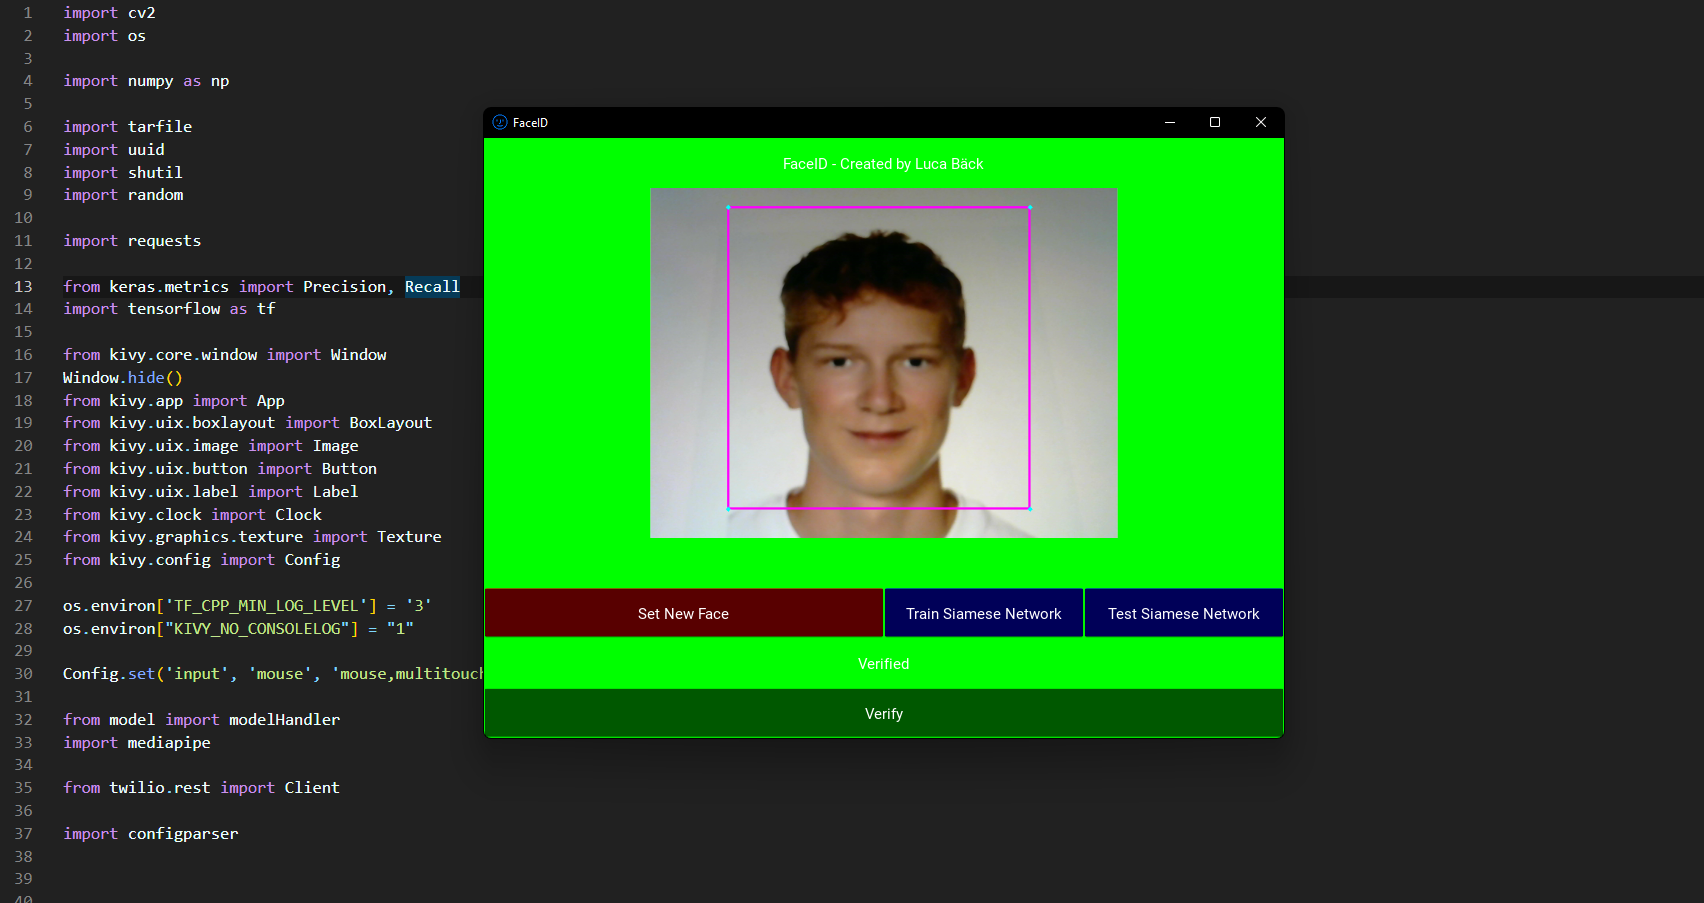 1 import cv2
2 import os
3
4 import numpy as np
5
6 import tarfile
7 import uuid
8 import shutil
9 import random
10
11 import requests
12
13 from keras.metrics import Precision, Recall
14 import tensorflow as tf
15
16 from kivy.core.window import Window
17 Window.hide()
18 from kivy.app import App
19 from kivy.uix.boxlayout import BoxLayout
20 from kivy.uix.image import Image
21 from kivy.uix.button import Button
22 from kivy.uix.label import Label
23 from kivy.clock import Clock
24 from kivy.graphics.texture import Texture
25 from kivy.config import Config
26
27 os.environ['TF_CPP_MIN_LOG_LEVEL'] = '3'
28 os.environ["KIVY_NO_CONSOLELOG"] = "1"
29
30 Config.set('input', 'mouse', 'mouse,multitouch
31
32 from model import modelHandler
33 import mediapipe
34
35 from twilio.rest import Client
36
37 import configparser
38
39
40
FaceID
FaceID - Created by Luca Bäck
Set New Face
Train Siamese Network
Test Siamese Network
Verified
Verify